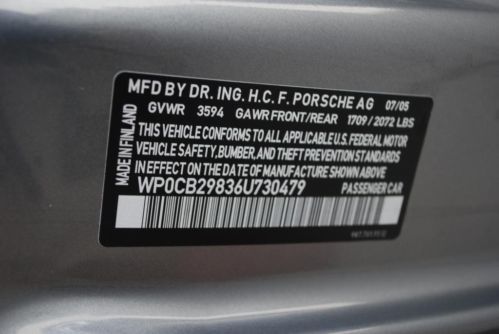 MFD BY DR. ING. H.C. F. PORSCHE AG 07/05
GVWR 3594 GAWR FRONT/REAR 1709 / 2072 LBS
THIS VEHICLE CONFORMS TO ALL APPLICABLE U.S. FEDERAL MOTOR
VEHICLE SAFETY, BUMPER, AND THEFT PREVENTION STANDARDS
IN EFFECT ON THE DATE OF MANUFACTURE SHOWN ABOVE
WP0CB29836U730479 PASSENGER CAR
MADE IN FINLAND